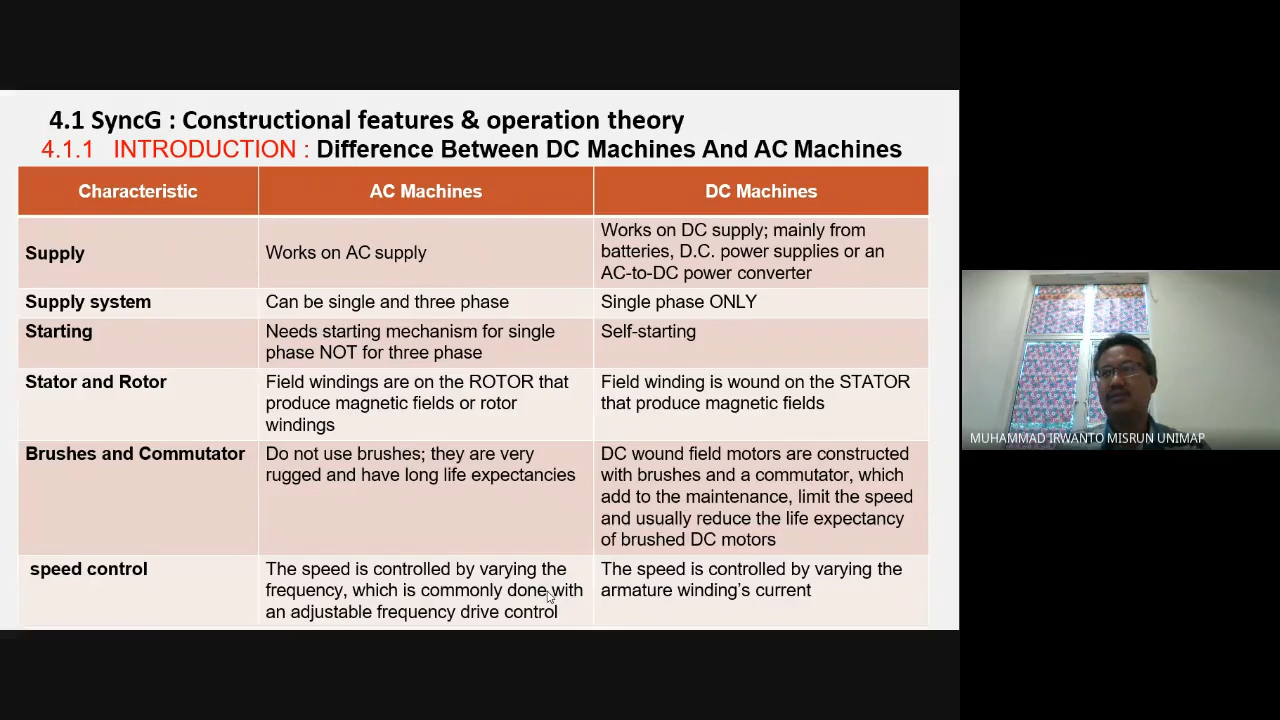 4.1 SyncG : Constructional features & operation theory
4.1.1 INTRODUCTION : Difference Between DC Machines And AC Machines
Characteristic
AC Machines
DC Machines
Supply
Works on AC supply
Works on DC supply; mainly from
batteries, D.C. power supplies or an
AC-to-DC power converter
Supply system
Can be single and three phase
Single phase ONLY
Starting
Needs starting mechanism for single
phase NOT for three phase
Self-starting
Stator and Rotor
Field windings are on the ROTOR that
produce magnetic fields or rotor
windings
Field winding is wound on the STATOR
that produce magnetic fields
Brushes and Commutator
Do not use brushes; they are very
rugged and have long life expectancies
DC wound field motors are constructed
with brushes and a commutator, which
add to the maintenance, limit the speed
and usually reduce the life expectancy
of brushed DC motors
speed control
The speed is controlled by varying the
frequency, which is commonly done with
an adjustable frequency drive control
The speed is controlled by varying the
armature winding's current
MUHAMMAD IRWANTO MISRUN UNIMAP